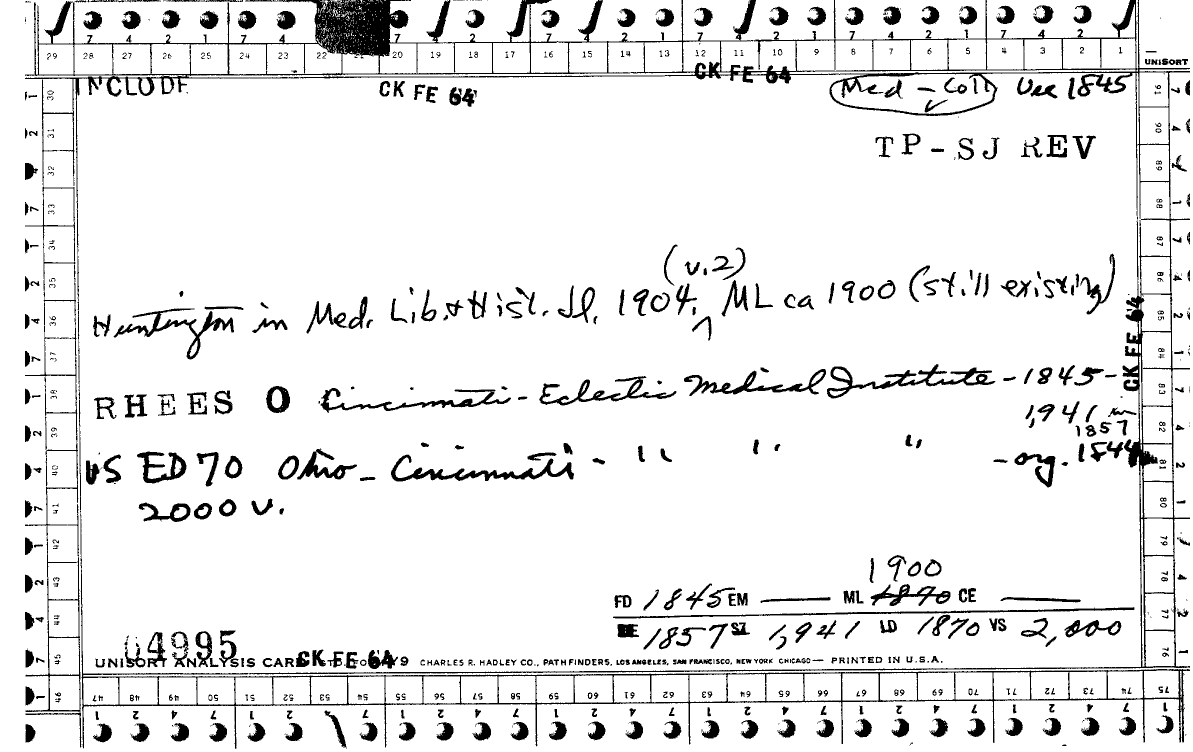 7 4 2 1 7 4 7 4 2 1 7 4 2 1 7 4 2 1 7 4 2 1
29 28 27 26 25 24 23 22 21 20 19 18 17 16 15 14 13 12 11 10 9 8 7 6 5 4 3 2 1
UNISORT
INCLUDE CK FE 64 CK FE 64 Med - Coll Use 1845
TP-SJ REV
(v.2)
Huntington in Med. Lib. & Hist. Jl. 1904, ML ca 1900 (still existing)
CK FE 64
RHEES O Cincinnati - Eclectic Medical Institute - 1845 -
1,941 in
1857
US ED 70 Ohio - Cincinnati - " " " - org. 1844
2000 v.
1900
FD 1845 EM ML 1870 CE
DE 1857 SZ 1,941 LD 1870 VS 2,000
04995
UNISORT ANALYSIS CARD CK FE 64 /9 CHARLES R. HADLEY CO., PATHFINDERS, LOS ANGELES, SAN FRANCISCO, NEW YORK CHICAGO — PRINTED IN U.S.A.
30 31 32 33 34 35 36 37 38 39 40 41 42 43 44 45 46
91 90 89 88 87 86 85 84 83 82 81 80 79 78 77 76 75
47 48 49 50 51 52 53 54 55 56 57 58 59 60 61 62 63 64 65 66 67 68 69 70 71 72 73 74 75